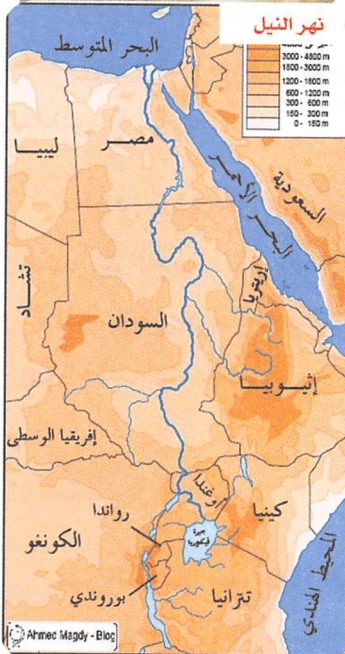 نهر النيل
3000 - 4800 m
1800 - 3000 m
1200 - 1800 m
600 - 1200 m
300 - 600 m
150 - 300 m
0 - 150 m
البحر المتوسط
مصر
ليبيا
السعودية
البحر الأحمر
إريتريا
تشاد
السودان
إثيوبيا
إفريقيا الوسطى
أوغندا
كينيا
رواندا
بحيرة
فيكتوريا
الكونغو
المحيط الهندي
بوروندي
تنزانيا
Ahmed Magdy - Blog